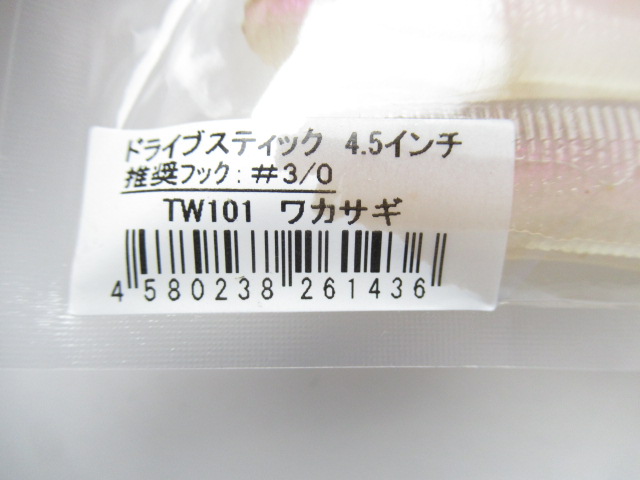 ドライブスティック 4.5インチ
推奨フック:#3/0
TW101 ワカサギ
4 580238 261436